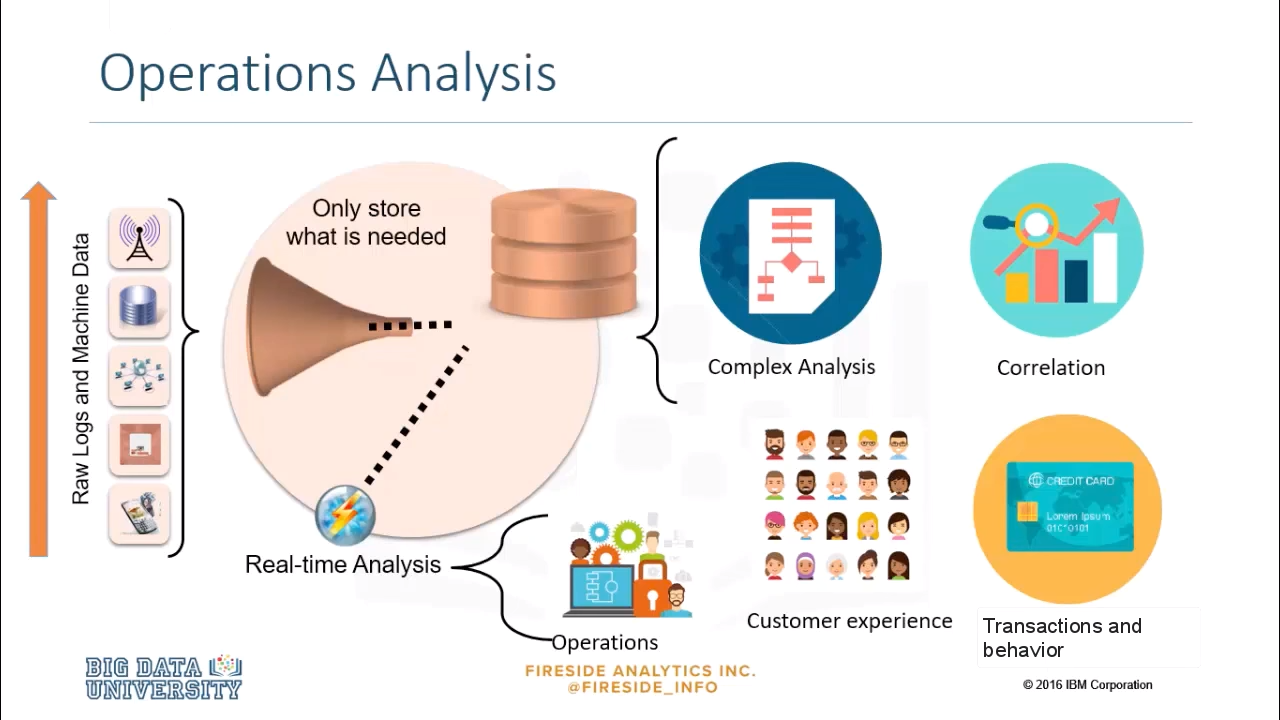 Operations Analysis
Raw Logs and Machine Data
Only store
what is needed
Complex Analysis
Correlation
CREDIT CARD
Lorem Ipsum
01010101
Real-time Analysis
Operations
Customer experience
Transactions and
behavior
BIG DATA
UNIVERSITY
FIRESIDE ANALYTICS INC.
@FIRESIDE_INFO
© 2016 IBM Corporation